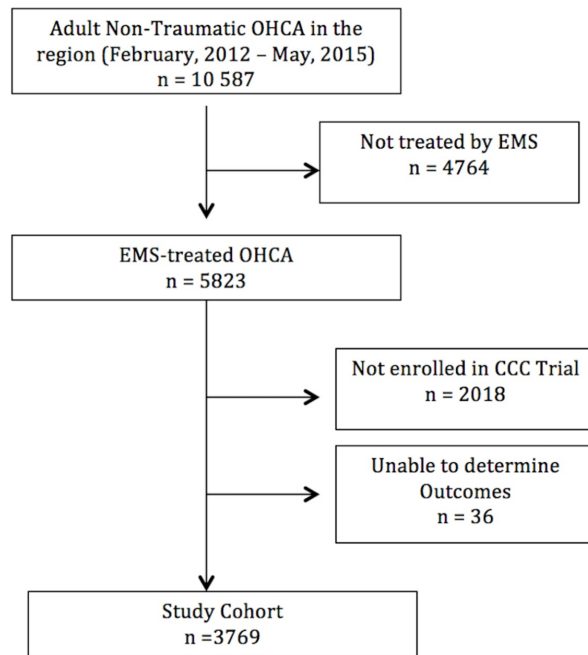 Adult Non-Traumatic OHCA in the
region (February, 2012 – May, 2015)
n = 10 587
Not treated by EMS
n = 4764
EMS-treated OHCA
n = 5823
Not enrolled in CCC Trial
n = 2018
Unable to determine
Outcomes
n = 36
Study Cohort
n =3769